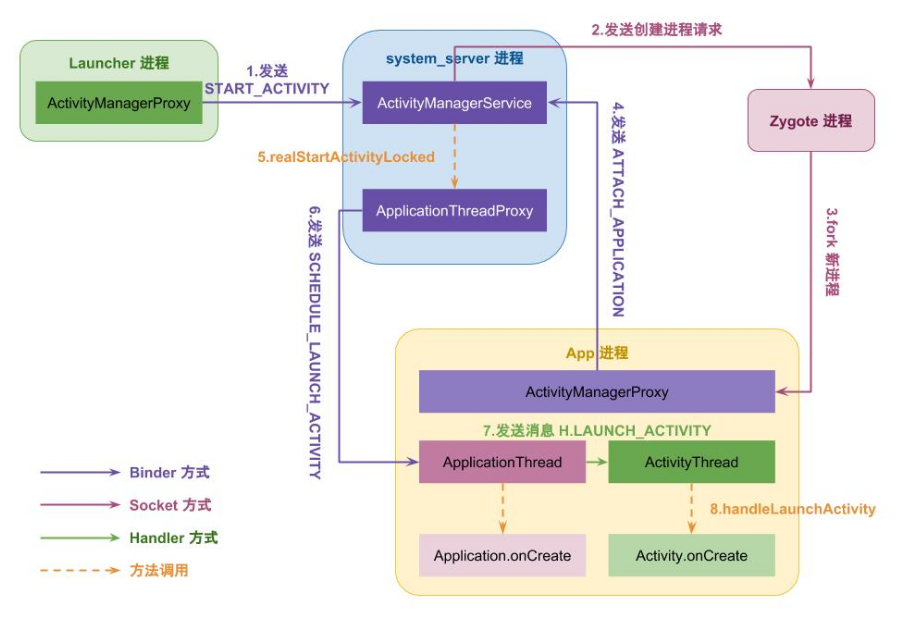 2.发送创建进程请求
Launcher 进程
system_server 进程
1.发送
START_ACTIVITY
ActivityManagerProxy
ActivityManagerService
Zygote 进程
4.发送 ATTACH_APPLICATION
5.realStartActivityLocked
ApplicationThreadProxy
6.发送 SCHEDULE_LAUNCH_ACTIVITY
3.fork 新进程
App 进程
ActivityManagerProxy
7.发送消息 H.LAUNCH_ACTIVITY
ApplicationThread
ActivityThread
8.handleLaunchActivity
Application.onCreate
Activity.onCreate
Binder 方式
Socket 方式
Handler 方式
方法调用